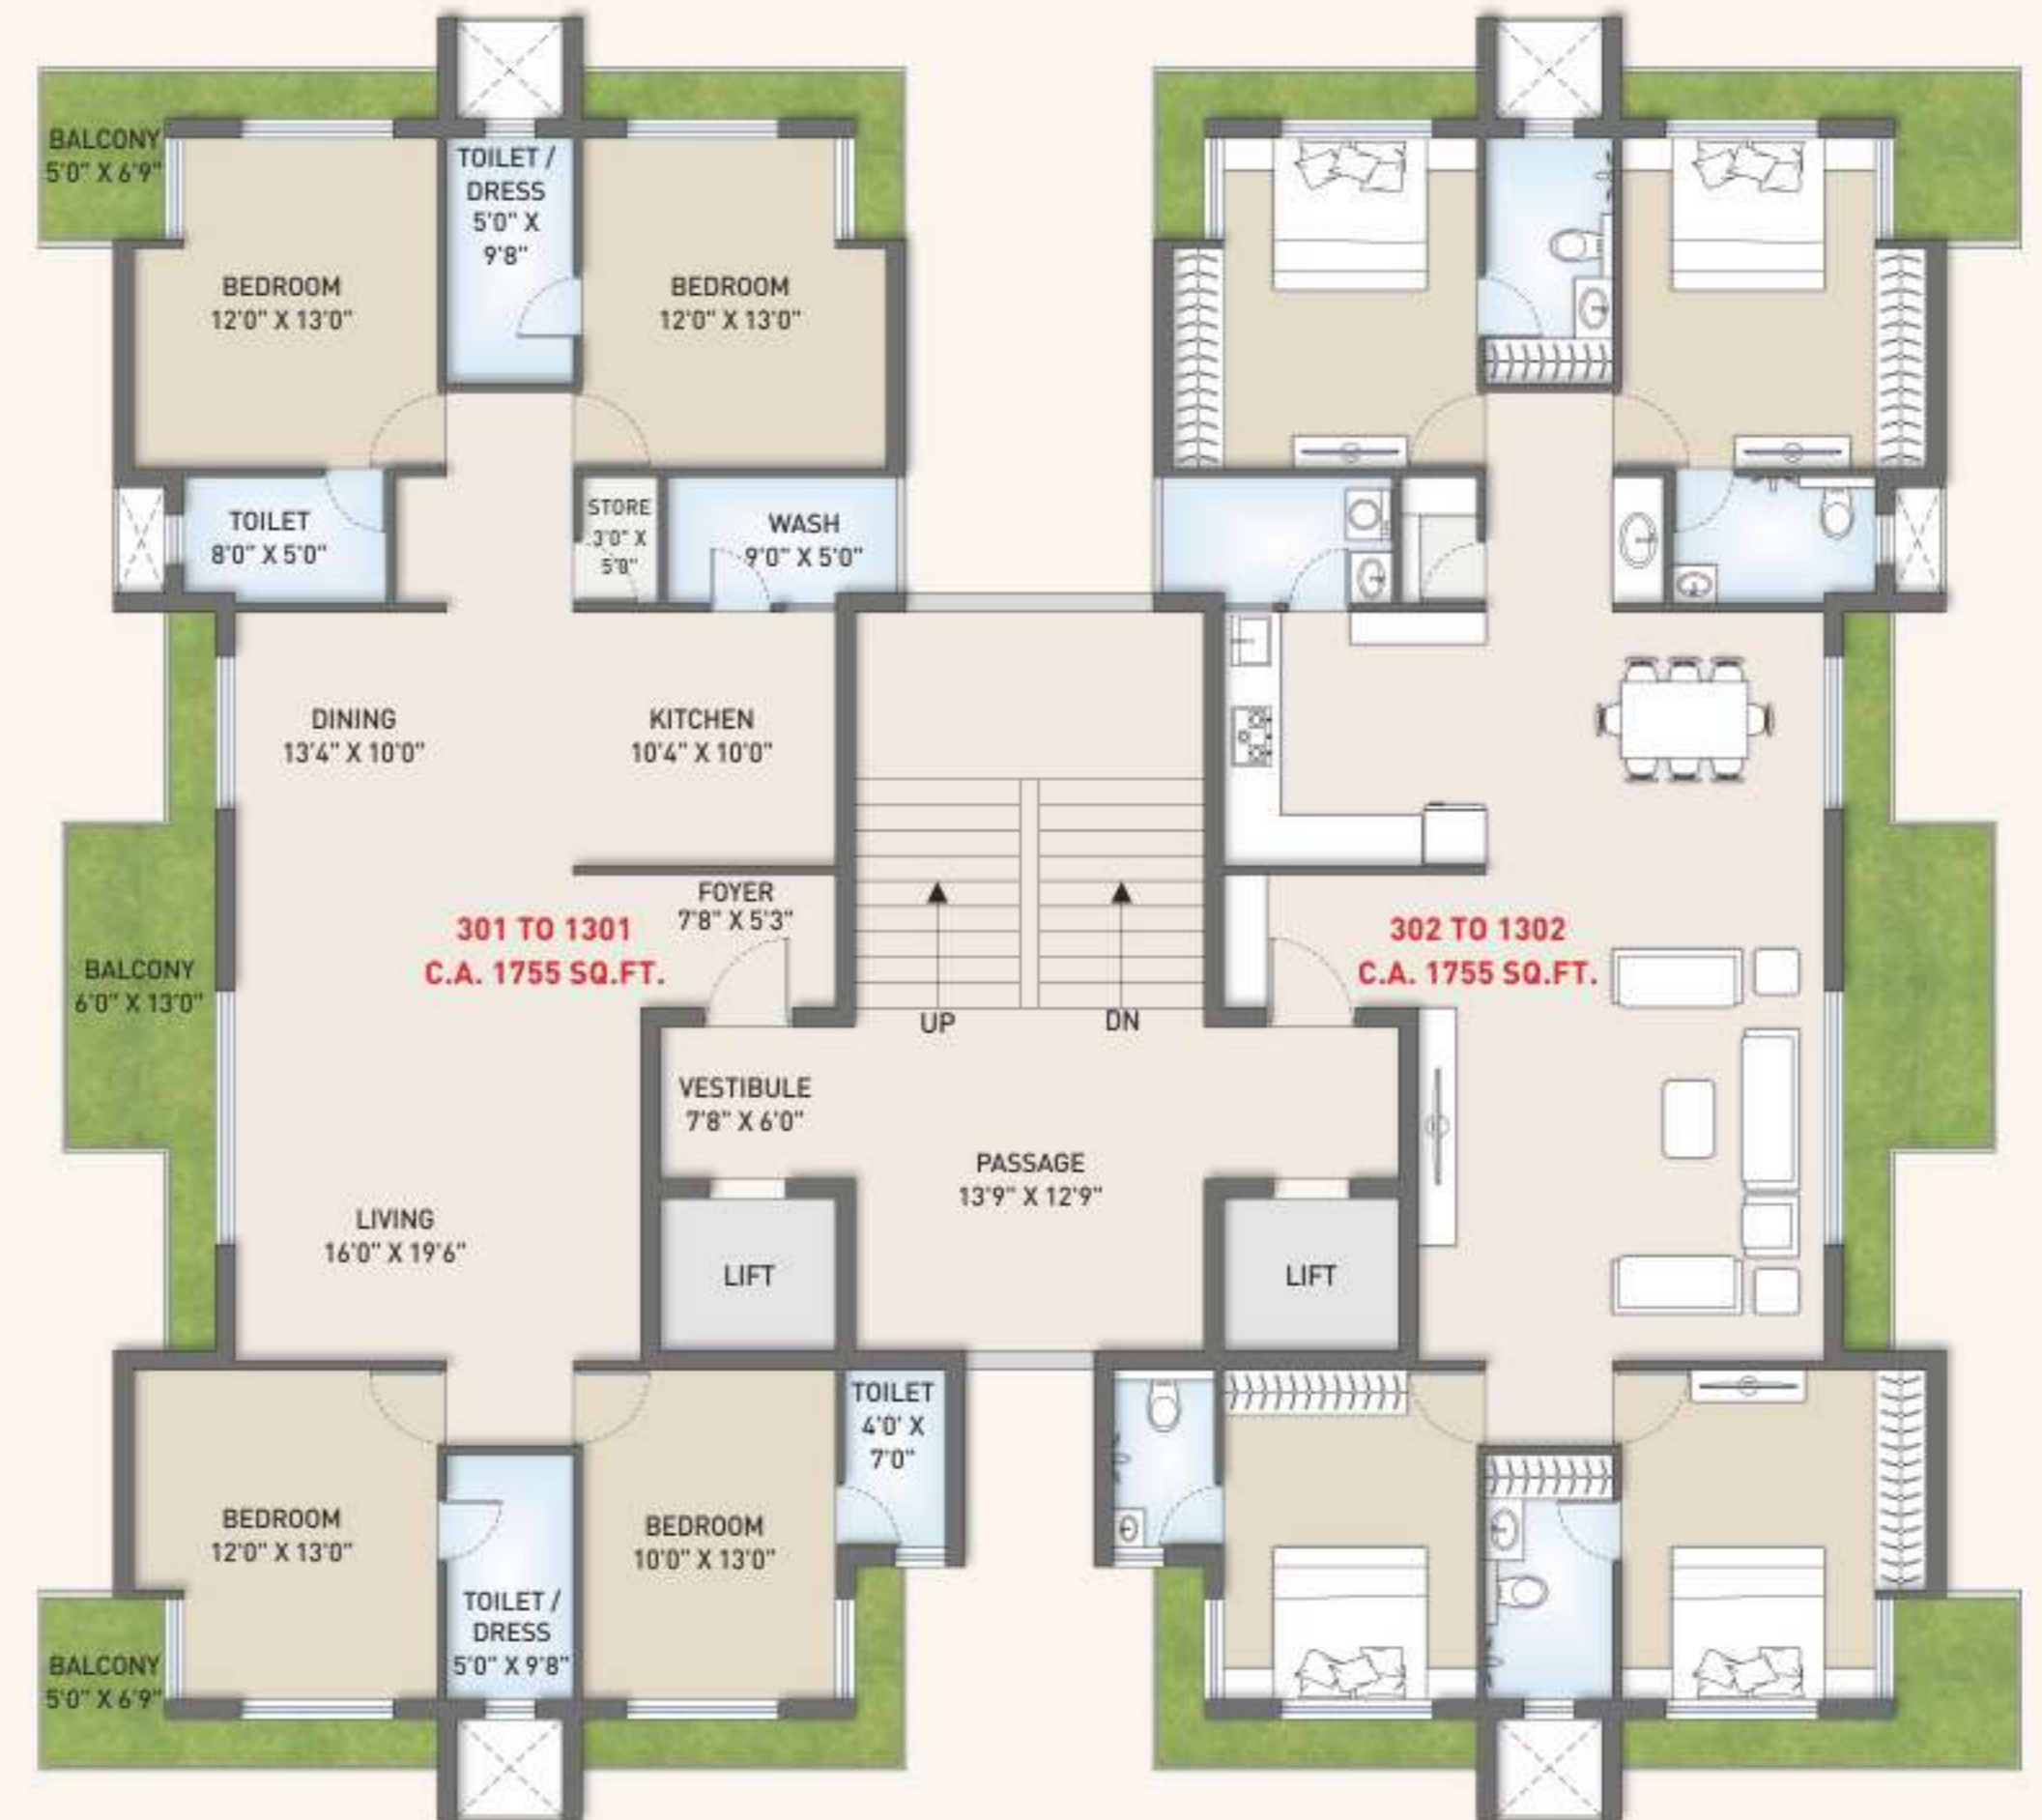 BALCONY
5'0" X 6'9"
TOILET /
DRESS
5'0" X
9'8"
BEDROOM
12'0" X 13'0"
BEDROOM
12'0" X 13'0"
TOILET
8'0" X 5'0"
STORE
3'0" X
5'0"
WASH
9'0" X 5'0"
DINING
13'4" X 10'0"
KITCHEN
10'4" X 10'0"
FOYER
7'8" X 5'3"
301 TO 1301
C.A. 1755 SQ.FT.
302 TO 1302
C.A. 1755 SQ.FT.
BALCONY
6'0" X 13'0"
UP
DN
VESTIBULE
7'8" X 6'0"
PASSAGE
13'9" X 12'9"
LIVING
16'0" X 19'6"
LIFT
LIFT
TOILET
4'0' X
7'0"
BEDROOM
12'0" X 13'0"
BEDROOM
10'0" X 13'0"
TOILET /
DRESS
5'0" X 9'8"
BALCONY
5'0" X 6'9"